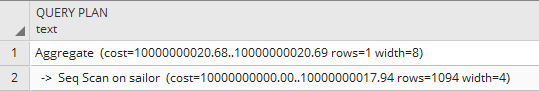 QUERY PLAN
text
1 Aggregate (cost=10000000020.68..10000000020.69 rows=1 width=8)
2 -> Seq Scan on sailor (cost=10000000000.00..10000000017.94 rows=1094 width=4)